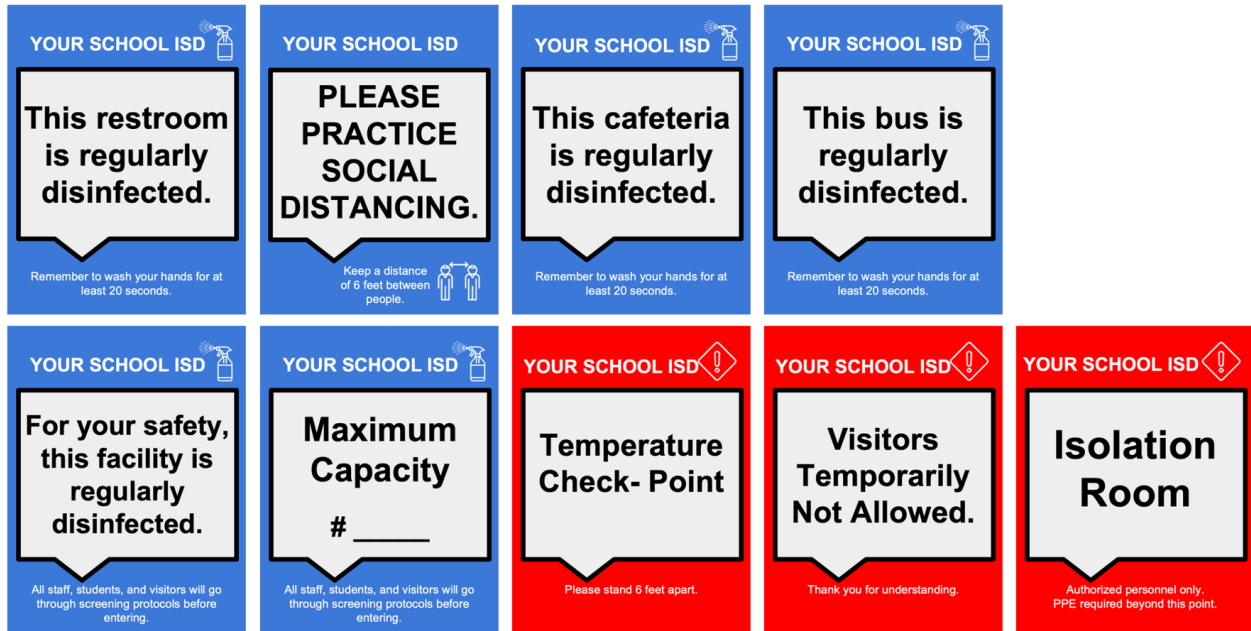 YOUR SCHOOL ISD
This restroom
is regularly
disinfected.
Remember to wash your hands for at
least 20 seconds.
YOUR SCHOOL ISD
PLEASE
PRACTICE
SOCIAL
DISTANCING.
Keep a distance
of 6 feet between
people.
YOUR SCHOOL ISD
This cafeteria
is regularly
disinfected.
Remember to wash your hands for at
least 20 seconds.
YOUR SCHOOL ISD
This bus is
regularly
disinfected.
Remember to wash your hands for at
least 20 seconds.
YOUR SCHOOL ISD
For your safety,
this facility is
regularly
disinfected.
All staff, students, and visitors will go
through screening protocols before
entering.
YOUR SCHOOL ISD
Maximum
Capacity
# _____
All staff, students, and visitors will go
through screening protocols before
entering.
YOUR SCHOOL ISD
Temperature
Check- Point
Please stand 6 feet apart.
YOUR SCHOOL ISD
Visitors
Temporarily
Not Allowed.
Thank you for understanding.
YOUR SCHOOL ISD
Isolation
Room
Authorized personnel only.
PPE required beyond this point.